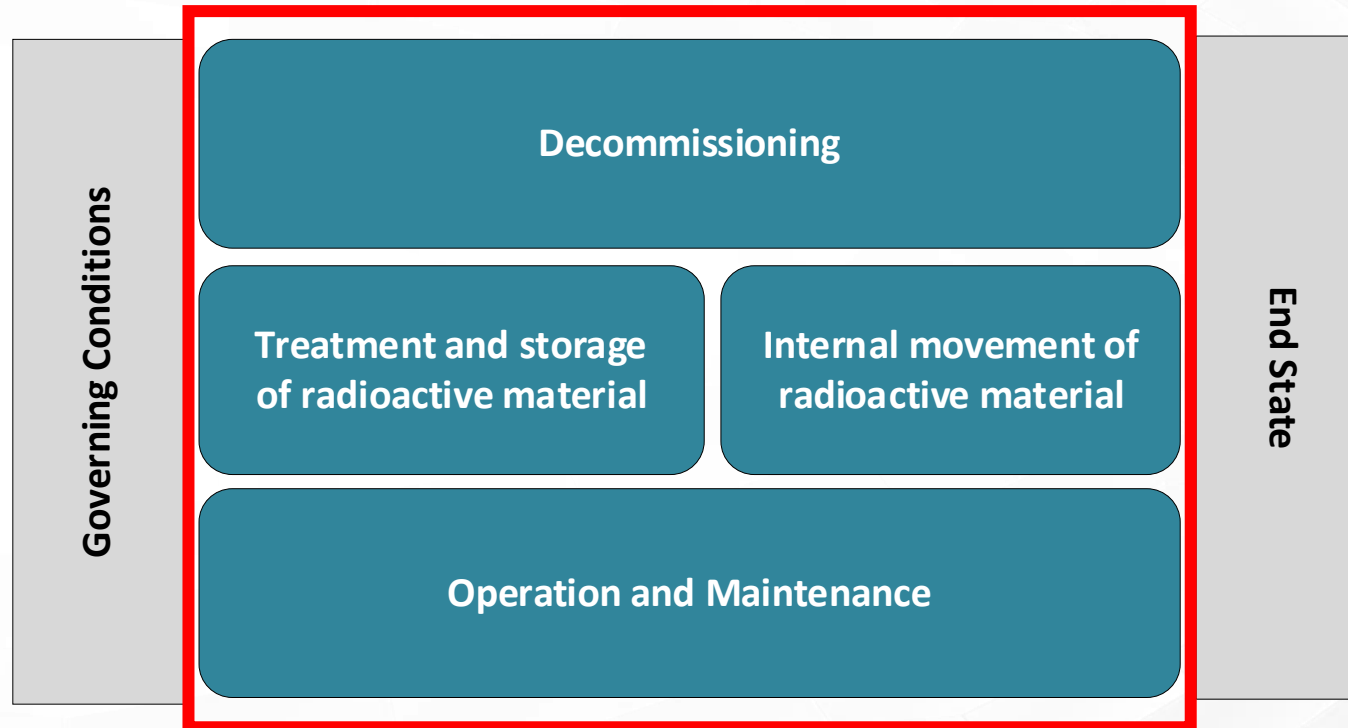 Governing Conditions
Decommissioning
Treatment and storage
of radioactive material
Internal movement of
radioactive material
Operation and Maintenance
End State